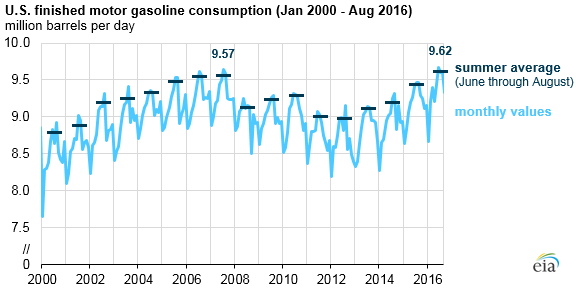 U.S. finished motor gasoline consumption (Jan 2000 - Aug 2016)
million barrels per day
10.0
9.5
9.0
8.5
8.0
7.5
//
0
2000 2002 2004 2006 2008 2010 2012 2014 2016
9.57
9.62
summer average
(June through August)
monthly values
eia